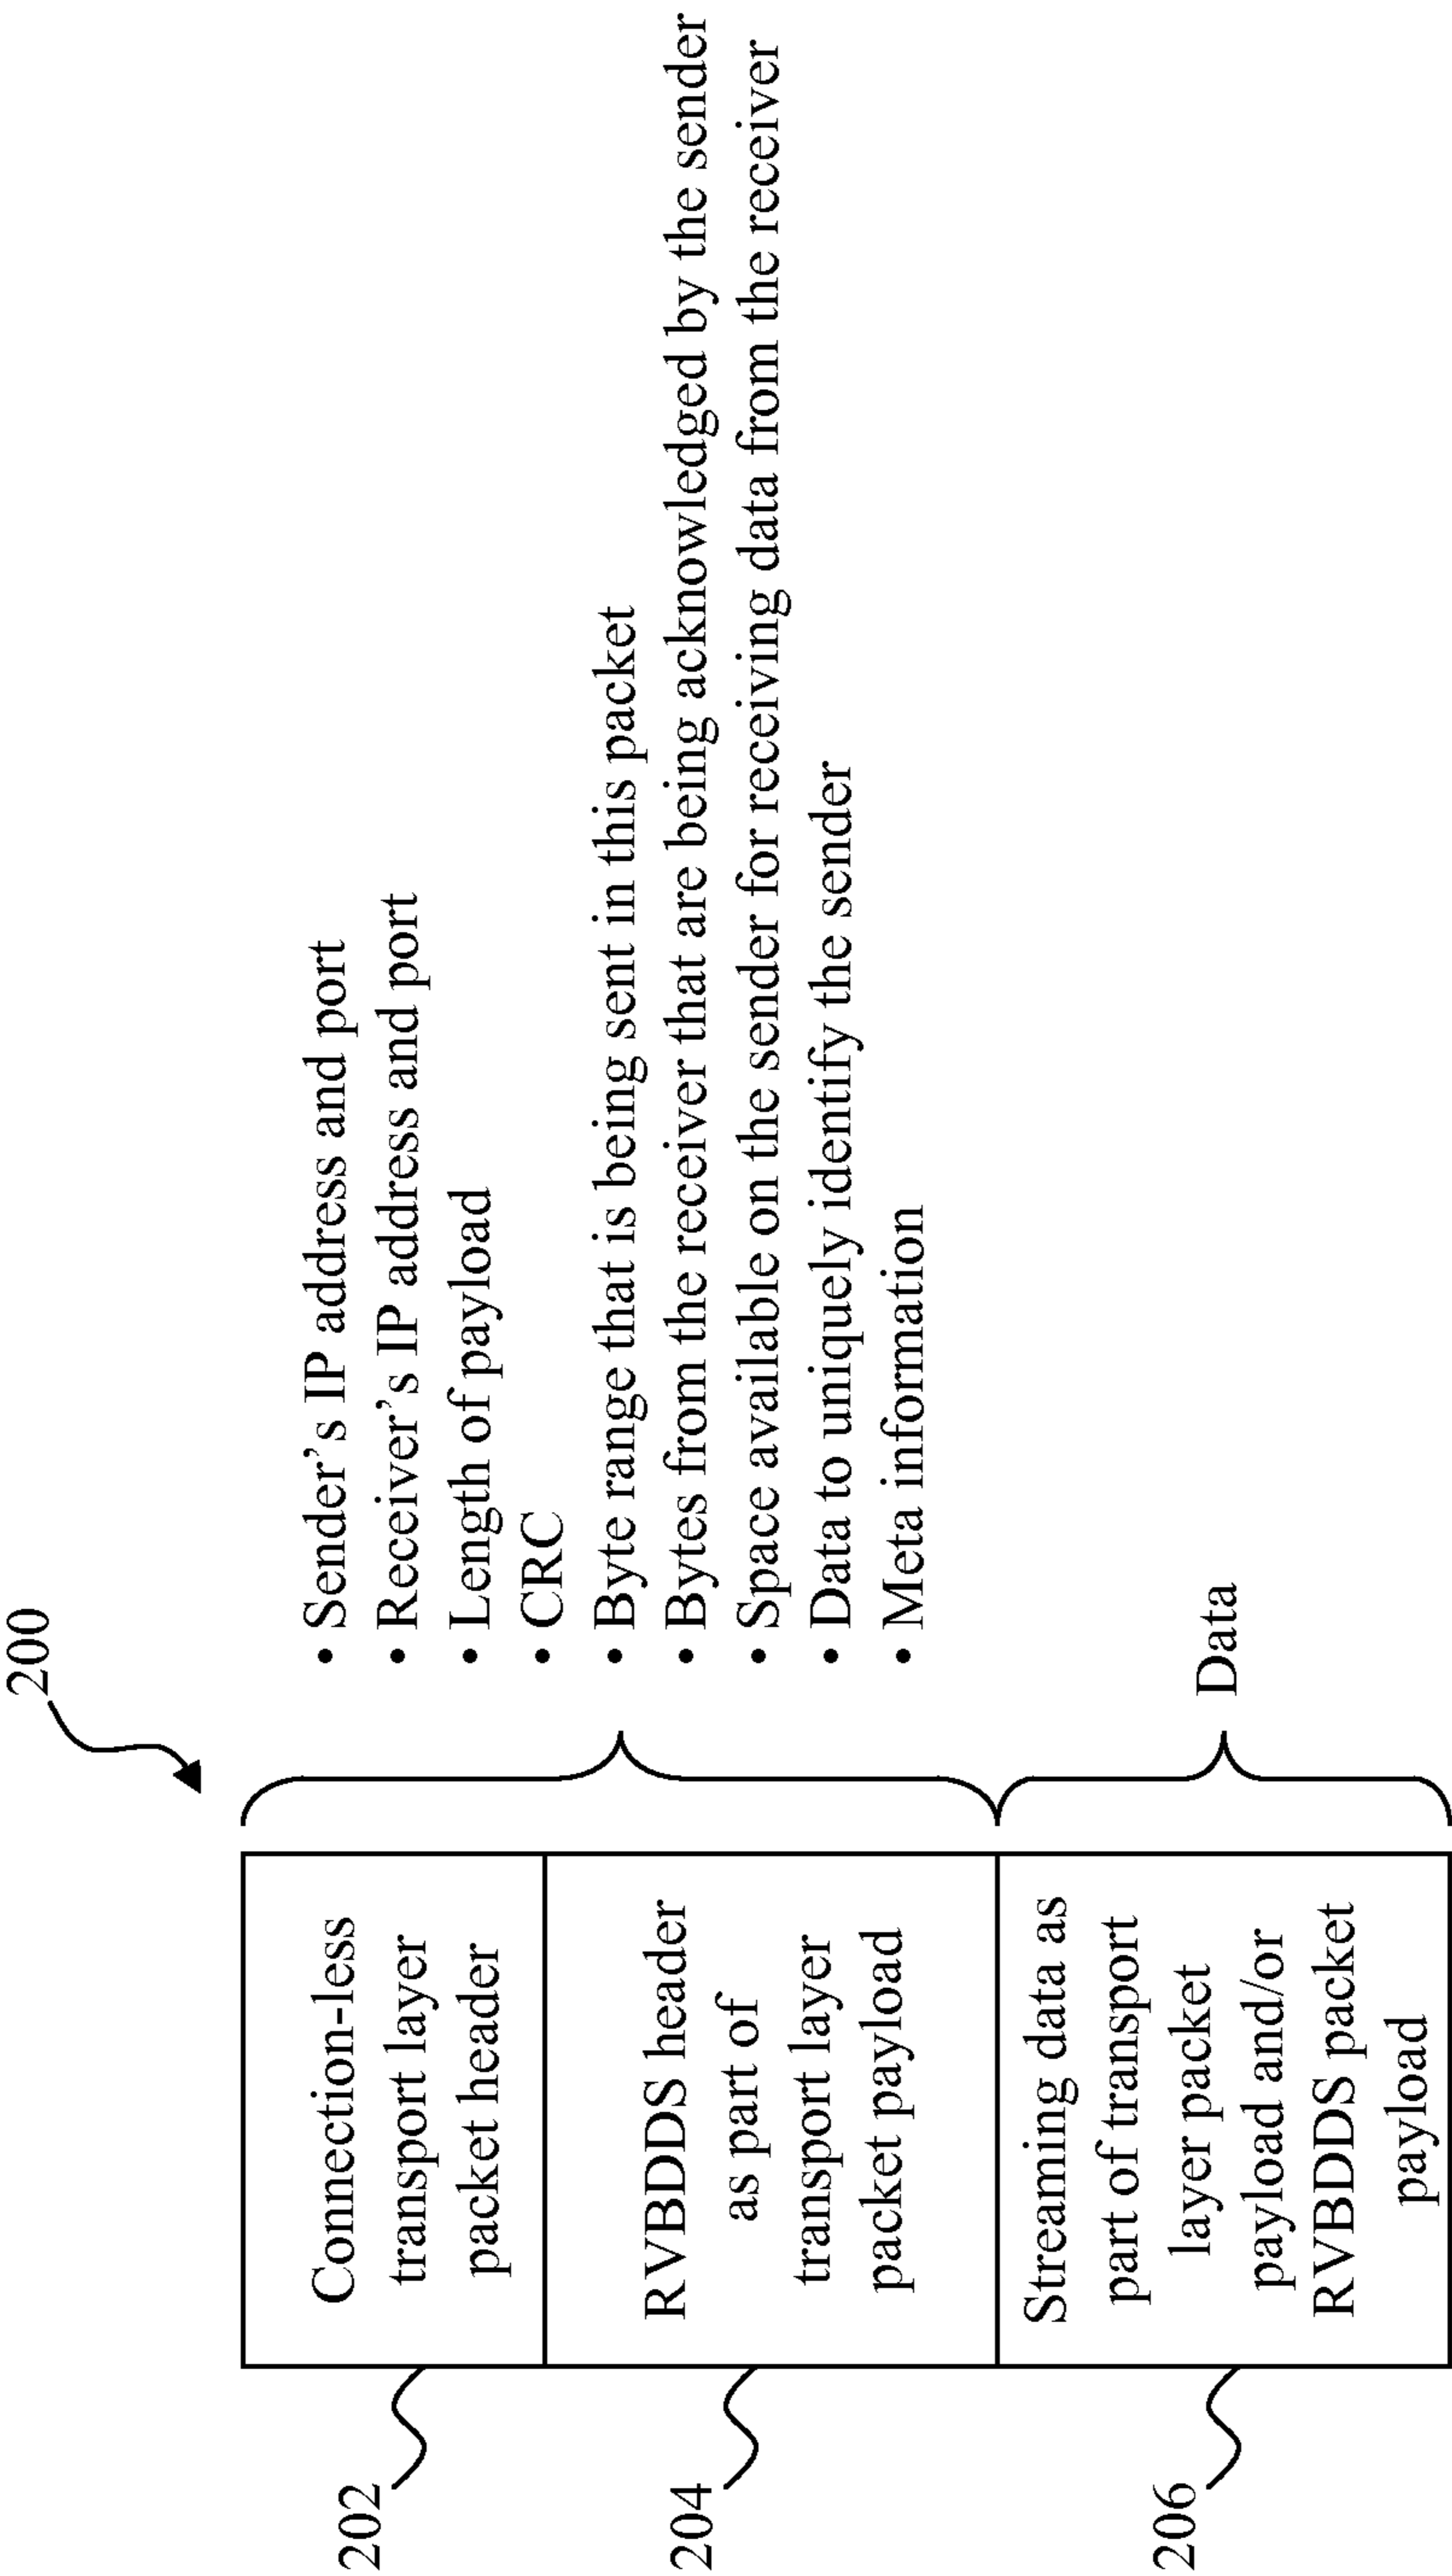 200
202
Connection-less
transport layer
packet header
204
RVBDDS header
as part of
transport layer
packet payload
206
Streaming data as
part of transport
layer packet
payload and/or
RVBDDS packet
payload
• Sender’s IP address and port
• Receiver’s IP address and port
• Length of payload
• CRC
• Byte range that is being sent in this packet
• Bytes from the receiver that are being acknowledged by the sender
• Space available on the sender for receiving data from the receiver
• Data to uniquely identify the sender
• Meta information
Data